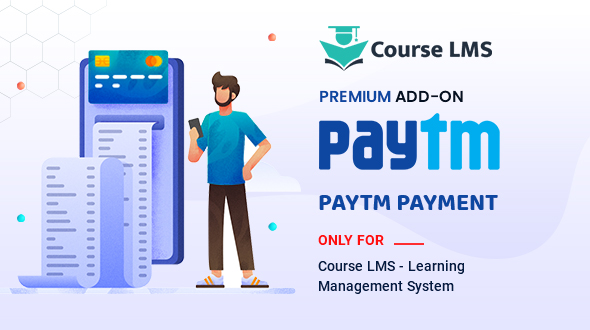 Course LMS
PREMIUM ADD-ON
paytm
PAYTM PAYMENT
ONLY FOR
Course LMS - Learning
Management System